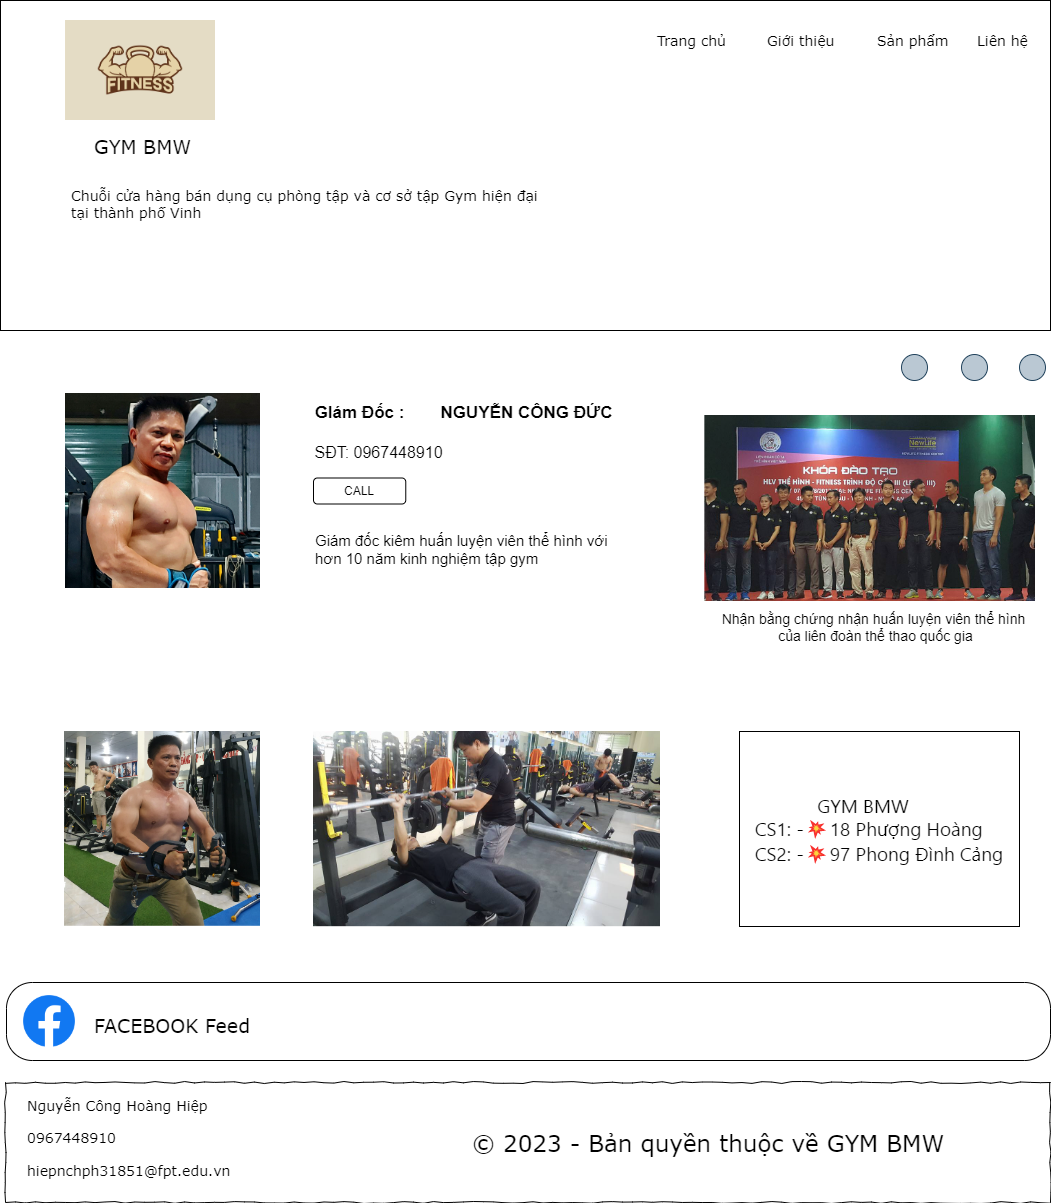 FITNESS
Trang chủ
Giới thiệu
Sản phẩm
Liên hệ
GYM BMW
Chuỗi cửa hàng bán dụng cụ phòng tập và cơ sở tập Gym hiện đại
tại thành phố Vinh
GIám Đốc : NGUYỄN CÔNG ĐỨC
SĐT: 0967448910
CALL
Giám đốc kiêm huấn luyện viên thể hình với
hơn 10 năm kinh nghiệm tập gym
NewLife
KHÓA ĐÀO TẠO
HLV THỂ HÌNH - FITNESS TRÌNH ĐỘ
Nhận bằng chứng nhận huấn luyện viên thể hình
của liên đoàn thể thao quốc gia
GYM BMW
CS1: - 💥 18 Phượng Hoàng
CS2: - 💥 97 Phong Đình Cảng
FACEBOOK Feed
Nguyễn Công Hoàng Hiệp
0967448910
hiepnchph31851@fpt.edu.vn
© 2023 - Bản quyền thuộc về GYM BMW